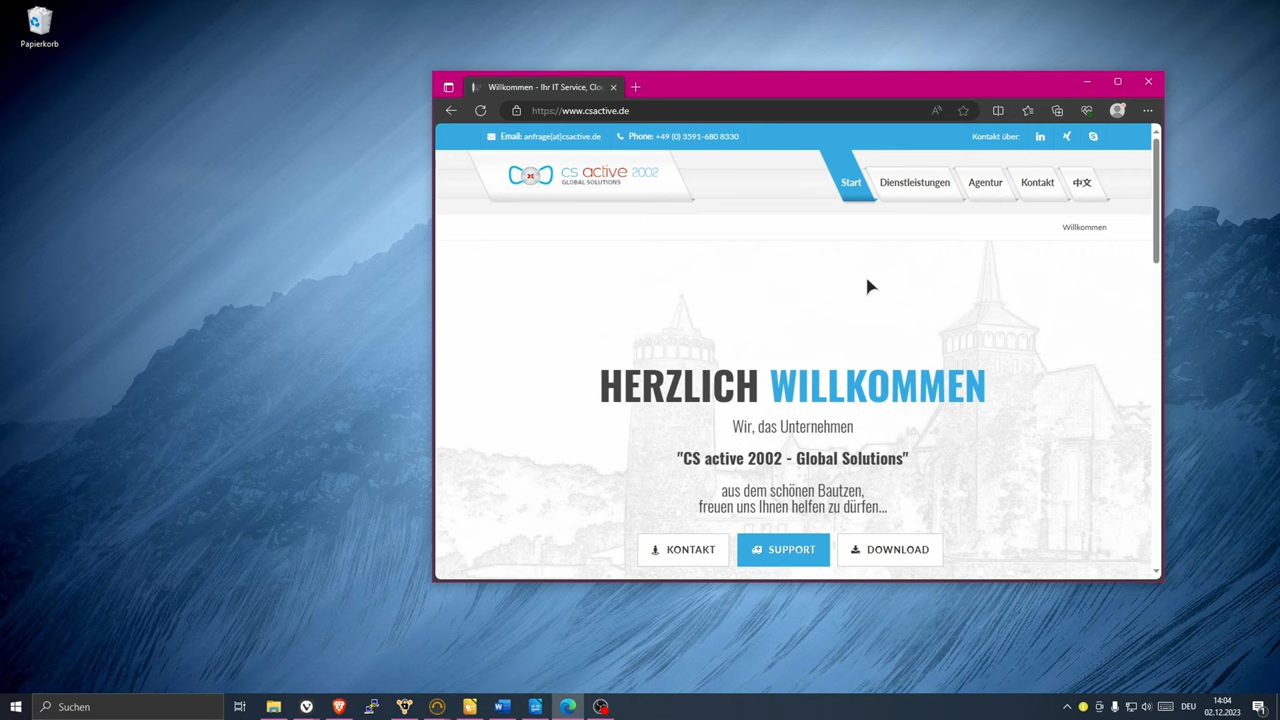 Papierkorb
Willkommen - Ihr IT Service, Clou
https://www.csactive.de
Email: anfrage[at]csactive.de
Phone: +49 (0) 3591-680 8330
Kontakt über:
cs active 2002
GLOBAL SOLUTIONS
Start
Dienstleistungen
Agentur
Kontakt
中文
Willkommen
HERZLICH WILLKOMMEN
Wir, das Unternehmen
"CS active 2002 - Global Solutions"
aus dem schönen Bautzen,
freuen uns Ihnen helfen zu dürfen...
KONTAKT
SUPPORT
DOWNLOAD
Suchen
DEU
14:04
02.12.2023